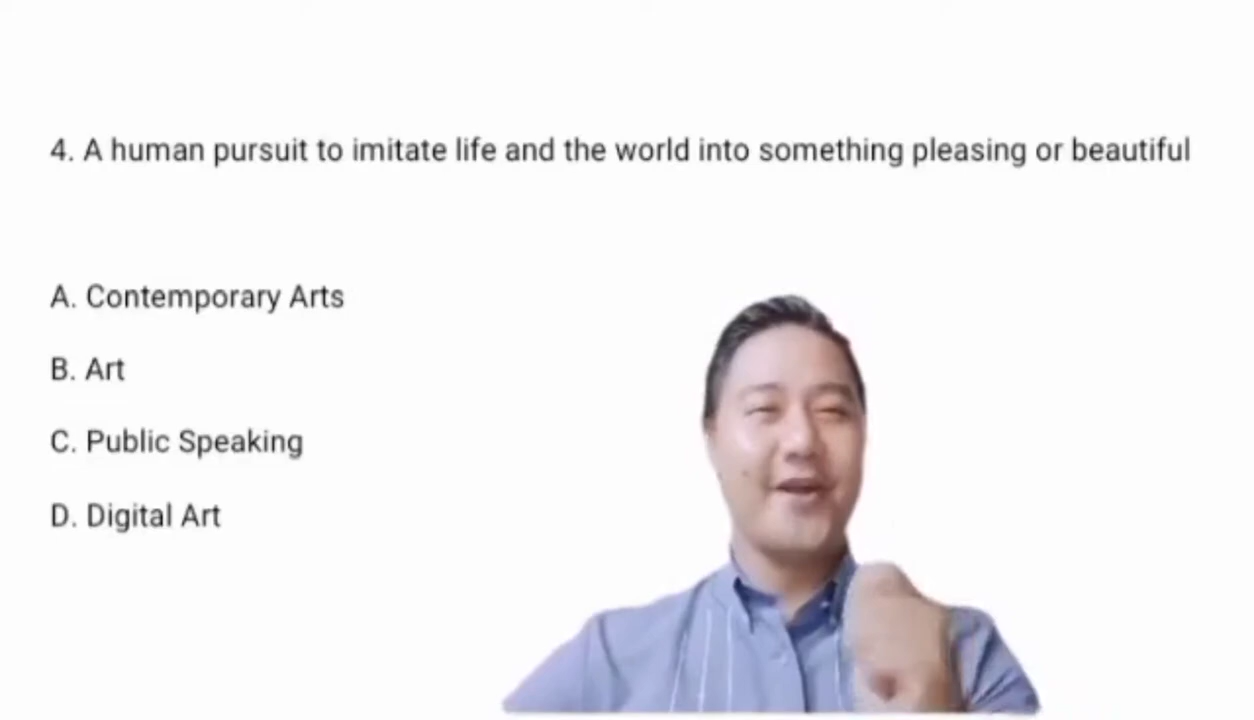 4. A human pursuit to imitate life and the world into something pleasing or beautiful
A. Contemporary Arts
B. Art
C. Public Speaking
D. Digital Art